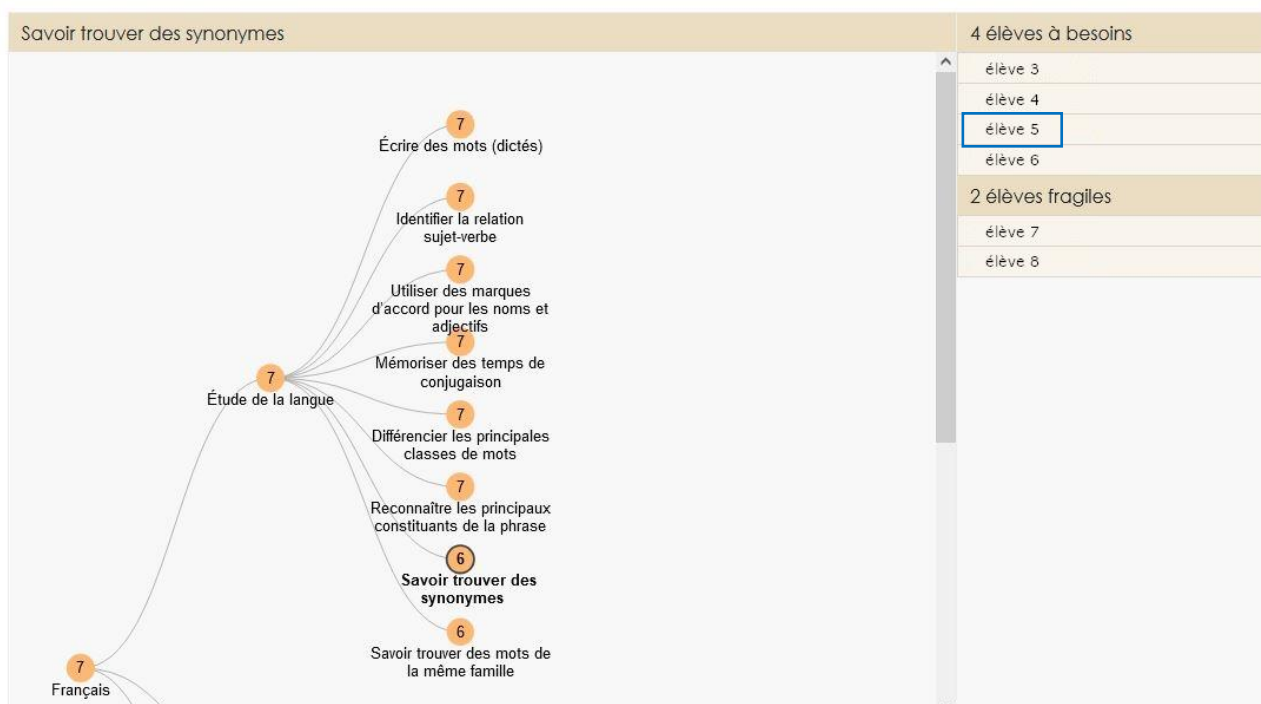 Savoir trouver des synonymes
7
Écrire des mots (dictés)
7
Identifier la relation
sujet-verbe
7
Utiliser des marques
d'accord pour les noms et
adjectifs
7
Mémoriser des temps de
conjugaison
7
Étude de la langue
7
Différencier les principales
classes de mots
7
Reconnaître les principaux
constituants de la phrase
6
Savoir trouver des
synonymes
6
Savoir trouver des mots de
la même famille
7
Français
4 élèves à besoins
élève 3
élève 4
élève 5
élève 6
2 élèves fragiles
élève 7
élève 8